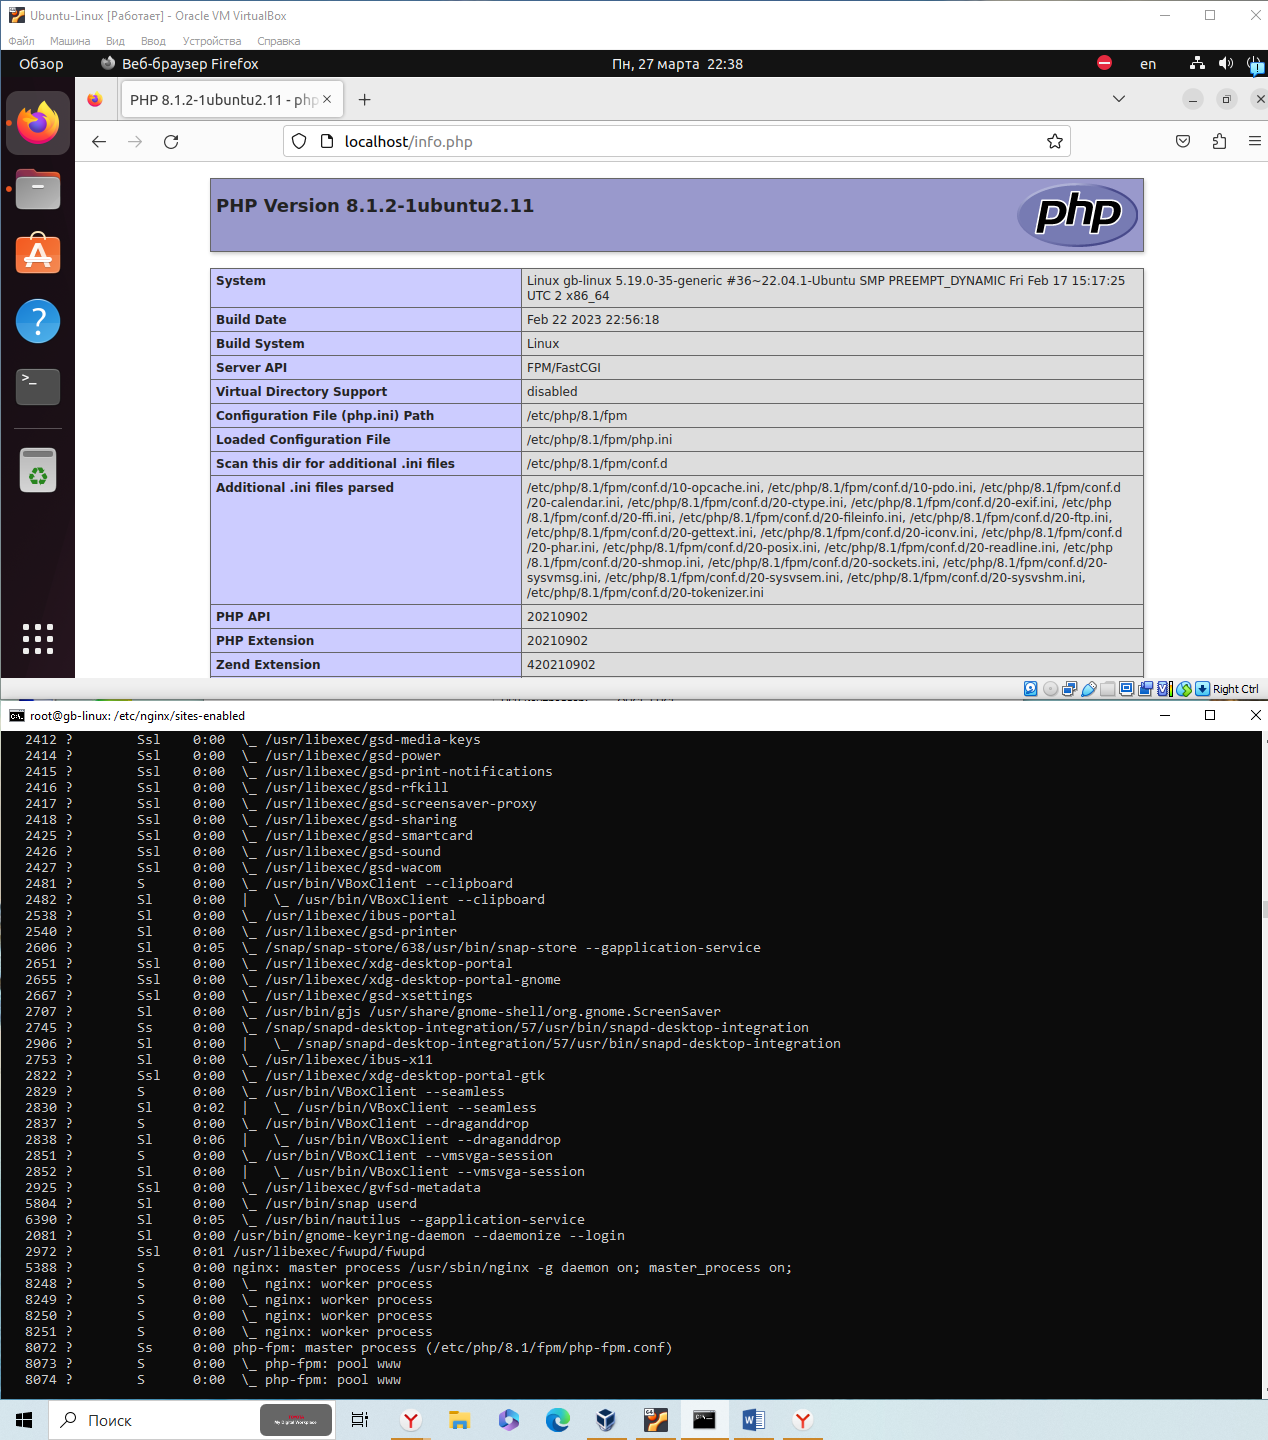 Ubuntu-Linux [Работает] - Oracle VM VirtualBox
Файл Машина Вид Ввод Устройства Справка
Обзор Веб-браузер Firefox Пн, 27 марта 22:38 en
PHP 8.1.2-1ubuntu2.11 - php
localhost/info.php
PHP Version 8.1.2-1ubuntu2.11
php
System Linux gb-linux 5.19.0-35-generic #36~22.04.1-Ubuntu SMP PREEMPT_DYNAMIC Fri Feb 17 15:17:25
UTC 2 x86_64
Build Date Feb 22 2023 22:56:18
Build System Linux
Server API FPM/FastCGI
Virtual Directory Support disabled
Configuration File (php.ini) Path /etc/php/8.1/fpm
Loaded Configuration File /etc/php/8.1/fpm/php.ini
Scan this dir for additional .ini files /etc/php/8.1/fpm/conf.d
Additional .ini files parsed /etc/php/8.1/fpm/conf.d/10-opcache.ini, /etc/php/8.1/fpm/conf.d/10-pdo.ini, /etc/php/8.1/fpm/conf.d
/20-calendar.ini, /etc/php/8.1/fpm/conf.d/20-ctype.ini, /etc/php/8.1/fpm/conf.d/20-exif.ini, /etc/php
/8.1/fpm/conf.d/20-ffi.ini, /etc/php/8.1/fpm/conf.d/20-fileinfo.ini, /etc/php/8.1/fpm/conf.d/20-ftp.ini,
/etc/php/8.1/fpm/conf.d/20-gettext.ini, /etc/php/8.1/fpm/conf.d/20-iconv.ini, /etc/php/8.1/fpm/conf.d
/20-phar.ini, /etc/php/8.1/fpm/conf.d/20-posix.ini, /etc/php/8.1/fpm/conf.d/20-readline.ini, /etc/php
/8.1/fpm/conf.d/20-shmop.ini, /etc/php/8.1/fpm/conf.d/20-sockets.ini, /etc/php/8.1/fpm/conf.d/20-
sysvmsg.ini, /etc/php/8.1/fpm/conf.d/20-sysvsem.ini, /etc/php/8.1/fpm/conf.d/20-sysvshm.ini,
/etc/php/8.1/fpm/conf.d/20-tokenizer.ini
PHP API 20210902
PHP Extension 20210902
Zend Extension 420210902
Right Ctrl
root@gb-linux: /etc/nginx/sites-enabled
2412 ? Ssl 0:00 \_ /usr/libexec/gsd-media-keys
2414 ? Ssl 0:00 \_ /usr/libexec/gsd-power
2415 ? Ssl 0:00 \_ /usr/libexec/gsd-print-notifications
2416 ? Ssl 0:00 \_ /usr/libexec/gsd-rfkill
2417 ? Ssl 0:00 \_ /usr/libexec/gsd-screensaver-proxy
2418 ? Ssl 0:00 \_ /usr/libexec/gsd-sharing
2425 ? Ssl 0:00 \_ /usr/libexec/gsd-smartcard
2426 ? Ssl 0:00 \_ /usr/libexec/gsd-sound
2427 ? Ssl 0:00 \_ /usr/libexec/gsd-wacom
2481 ? S 0:00 \_ /usr/bin/VBoxClient --clipboard
2482 ? Sl 0:00 | \_ /usr/bin/VBoxClient --clipboard
2538 ? Sl 0:00 \_ /usr/libexec/ibus-portal
2540 ? Sl 0:00 \_ /usr/libexec/gsd-printer
2606 ? Sl 0:05 \_ /snap/snap-store/638/usr/bin/snap-store --gapplication-service
2651 ? Ssl 0:00 \_ /usr/libexec/xdg-desktop-portal
2655 ? Ssl 0:00 \_ /usr/libexec/xdg-desktop-portal-gnome
2667 ? Ssl 0:00 \_ /usr/libexec/gsd-xsettings
2707 ? Sl 0:00 \_ /usr/bin/gjs /usr/share/gnome-shell/org.gnome.ScreenSaver
2745 ? Ss 0:00 \_ /snap/snapd-desktop-integration/57/usr/bin/snapd-desktop-integration
2906 ? Sl 0:00 | \_ /snap/snapd-desktop-integration/57/usr/bin/snapd-desktop-integration
2753 ? Sl 0:00 \_ /usr/libexec/ibus-x11
2822 ? Ssl 0:00 \_ /usr/libexec/xdg-desktop-portal-gtk
2829 ? S 0:00 \_ /usr/bin/VBoxClient --seamless
2830 ? Sl 0:02 | \_ /usr/bin/VBoxClient --seamless
2837 ? S 0:00 \_ /usr/bin/VBoxClient --draganddrop
2838 ? Sl 0:06 | \_ /usr/bin/VBoxClient --draganddrop
2851 ? S 0:00 \_ /usr/bin/VBoxClient --vmsvga-session
2852 ? Sl 0:00 | \_ /usr/bin/VBoxClient --vmsvga-session
2925 ? Ssl 0:00 \_ /usr/libexec/gvfsd-metadata
5804 ? Sl 0:00 \_ /usr/bin/snap userd
6390 ? Sl 0:05 \_ /usr/bin/nautilus --gapplication-service
2081 ? Sl 0:00 /usr/bin/gnome-keyring-daemon --daemonize --login
2972 ? Ssl 0:01 /usr/libexec/fwupd/fwupd
5388 ? S 0:00 nginx: master process /usr/sbin/nginx -g daemon on; master_process on;
8248 ? S 0:00 \_ nginx: worker process
8249 ? S 0:00 \_ nginx: worker process
8250 ? S 0:00 \_ nginx: worker process
8251 ? S 0:00 \_ nginx: worker process
8072 ? Ss 0:00 php-fpm: master process (/etc/php/8.1/fpm/php-fpm.conf)
8073 ? S 0:00 \_ php-fpm: pool www
8074 ? S 0:00 \_ php-fpm: pool www
Поиск
My Digital Workplace